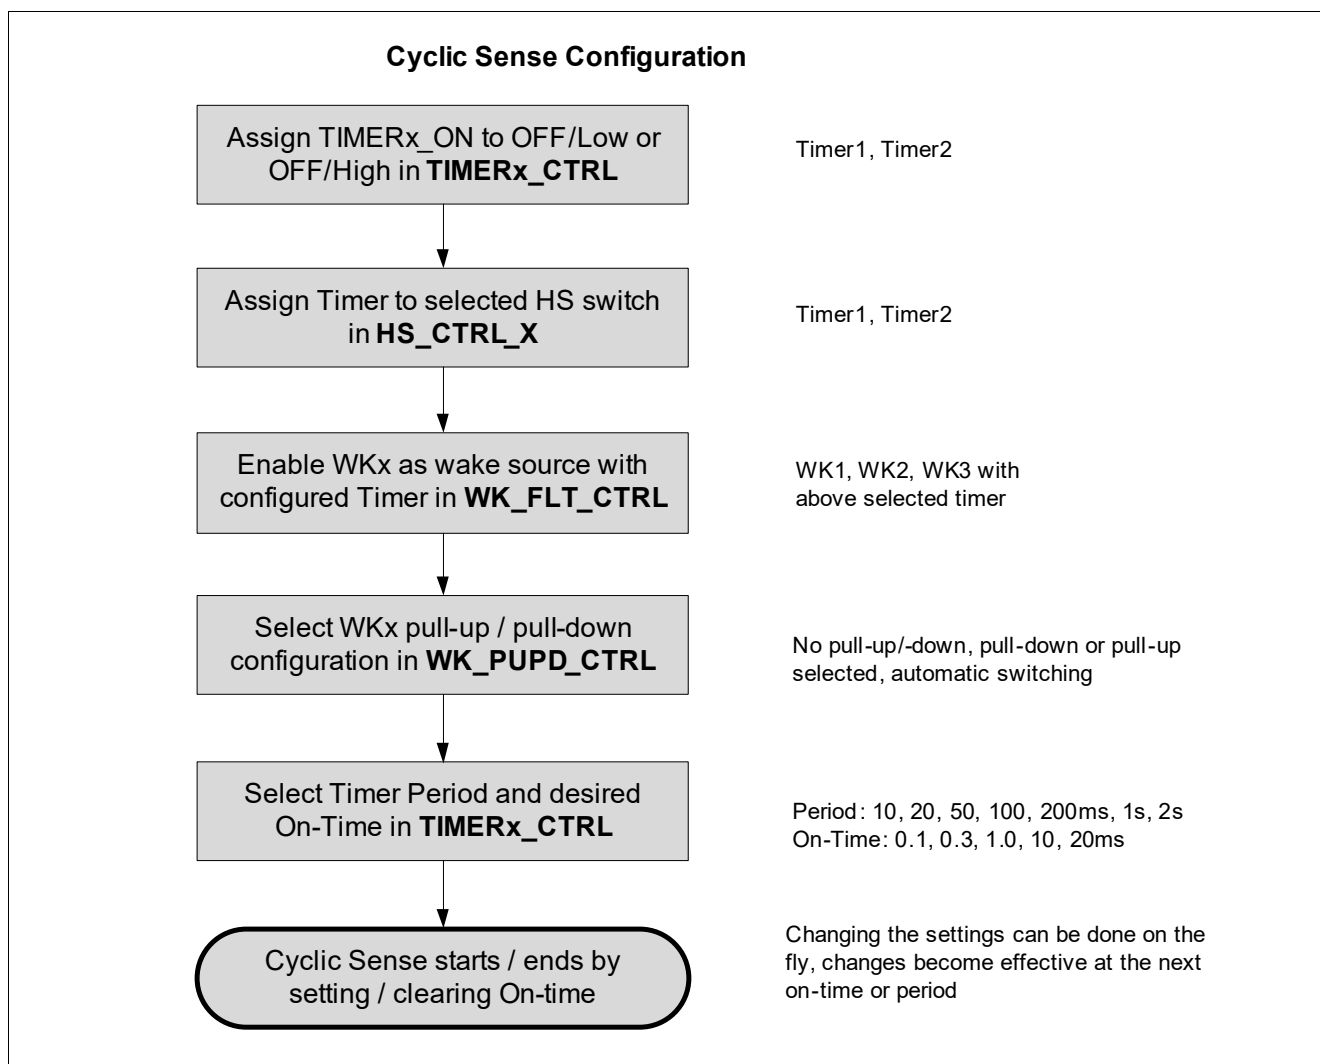 Cyclic Sense Configuration
Assign TIMERx_ON to OFF/Low or
OFF/High in TIMERx_CTRL
Timer1, Timer2
Assign Timer to selected HS switch
in HS_CTRL_X
Timer1, Timer2
Enable WKx as wake source with
configured Timer in WK_FLT_CTRL
WK1, WK2, WK3 with
above selected timer
Select WKx pull-up / pull-down
configuration in WK_PUPD_CTRL
No pull-up/-down, pull-down or pull-up
selected, automatic switching
Select Timer Period and desired
On-Time in TIMERx_CTRL
Period: 10, 20, 50, 100, 200ms, 1s, 2s
On-Time: 0.1, 0.3, 1.0, 10, 20ms
Cyclic Sense starts / ends by
setting / clearing On-time
Changing the settings can be done on the
fly, changes become effective at the next
on-time or period